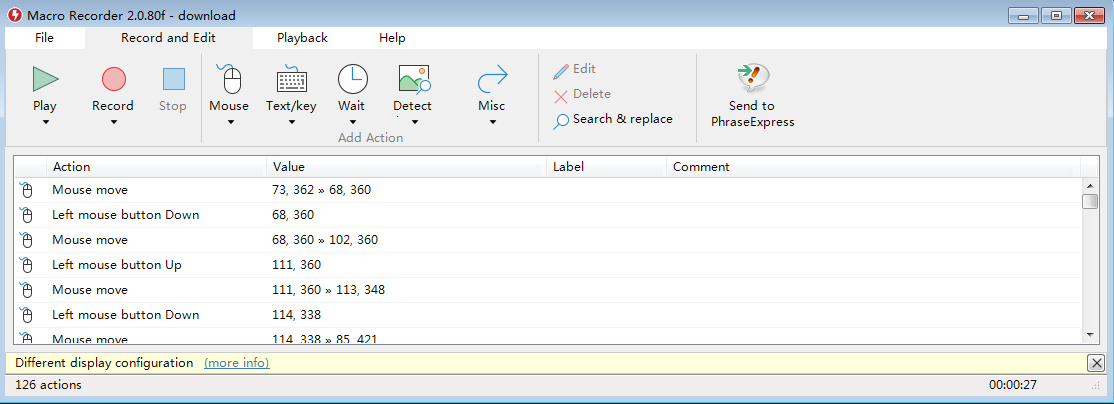 Macro Recorder 2.0.80f - download
File Record and Edit Playback Help
Play Record Stop Mouse Text/key Wait Detect Misc
Edit
Delete
Search & replace
Send to
PhraseExpress
Add Action
Action Value Label Comment
Mouse move 73, 362 » 68, 360
Left mouse button Down 68, 360
Mouse move 68, 360 » 102, 360
Left mouse button Up 111, 360
Mouse move 111, 360 » 113, 348
Left mouse button Down 114, 338
Mouse move 114, 338 » 85, 421
Different display configuration (more info)
126 actions 00:00:27